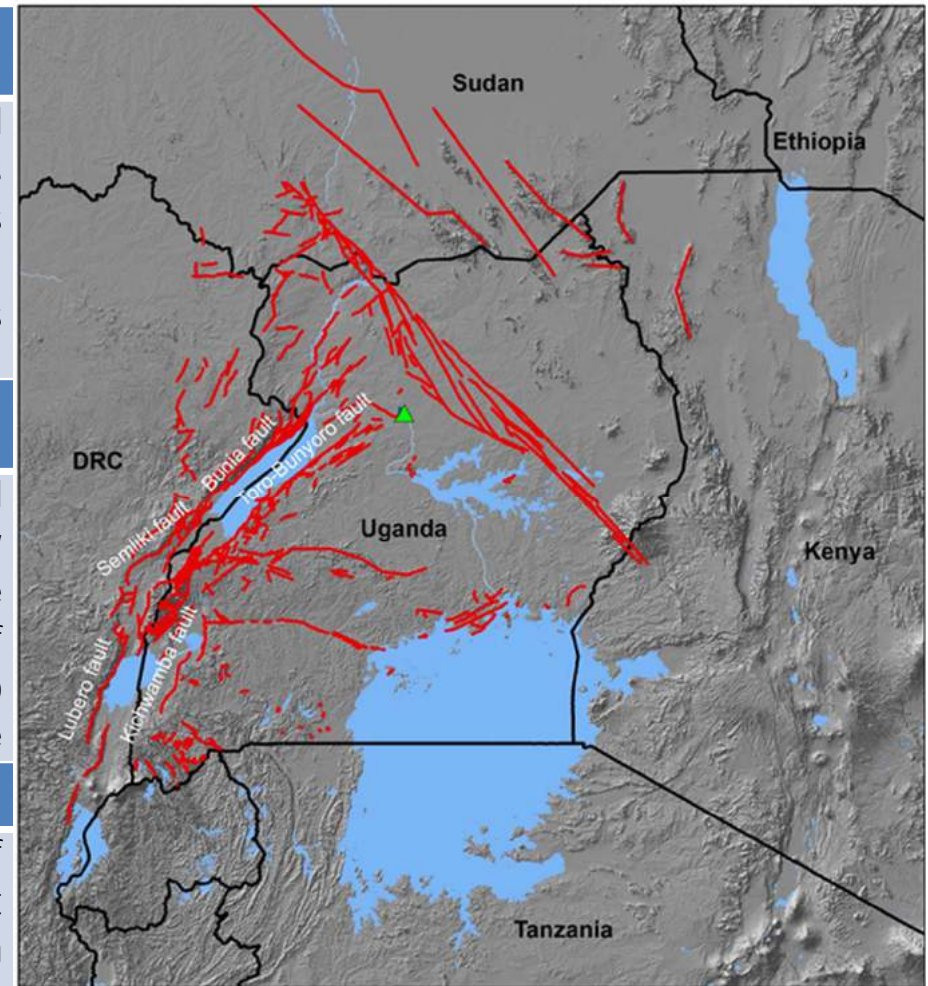 Sudan
Ethiopia
DRC
Bunia fault
Toro-Bunyoro fault
Semliki fault
Uganda
Kenya
Lubero fault
Kichwamba fault
Tanzania